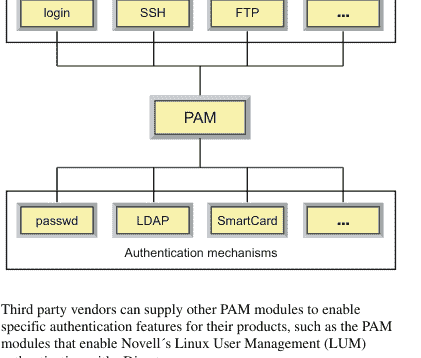 login SSH FTP ...
PAM
passwd LDAP SmartCard ...
Authentication mechanisms
Third party vendors can supply other PAM modules to enable
specific authentication features for their products, such as the PAM
modules that enable Novell´s Linux User Management (LUM)